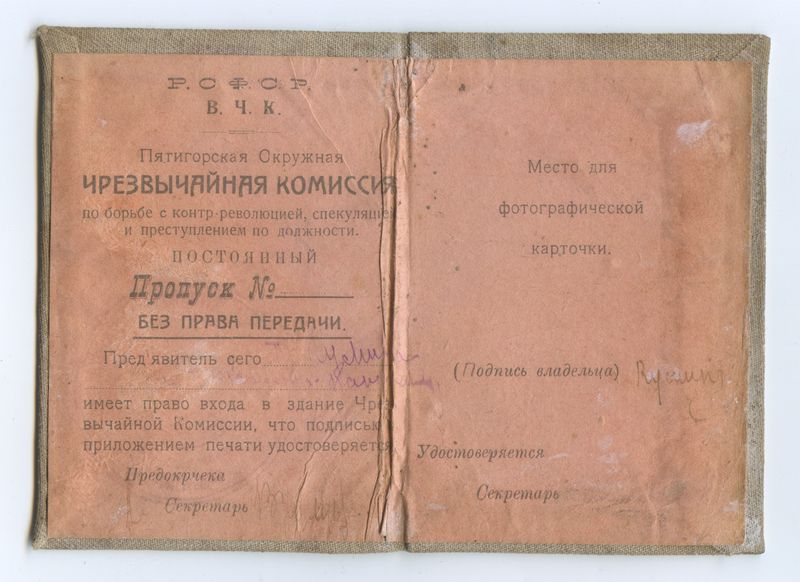 Р. С. Ф. С. Р.
В. Ч. К.
Пятигорская Окружная
ЧРЕЗВЫЧАЙНАЯ КОМИССИЯ
по борьбе с контр-революцией, спекуляцией
и преступлением по должности.
ПОСТОЯННЫЙ
Пропуск №
БЕЗ ПРАВА ПЕРЕДАЧИ.
Пред'явитель сего
имеет право входа в здание Чрез
вычайной Комиссии, что подписью и
приложением печати удостоверяется
Предокрчека
Секретарь
Место для
фотографической
карточки.
(Подпись владельца)
Удостоверяется
Секретарь